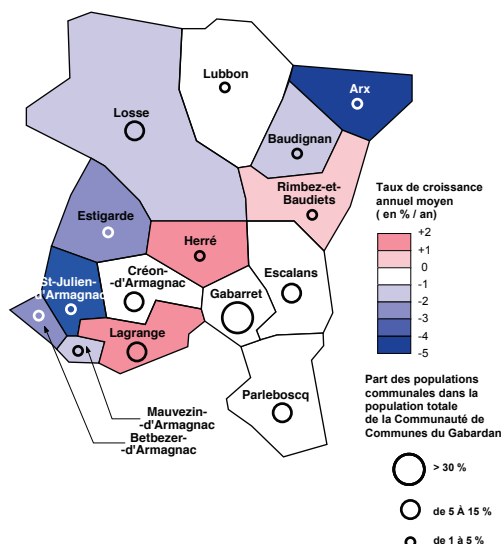 Lubbon
Arx
Losse
Baudignan
Rimbez-et-
Baudiets
Estigarde
Herré
St-Julien-
-d'Armagnac
Créon-
-d'Armagnac
Escalans
Gabarret
Lagrange
Parleboscq
Mauvezin-
-d'Armagnac
Betbezer-
-d'Armagnac
Taux de croissance
annuel moyen
( en % / an)
+2
+1
0
-1
-2
-3
-4
-5
Part des populations
communales dans la
population totale
de la Communauté de
Communes du Gabardan
> 30 %
de 5 À 15 %
de 1 à 5 %